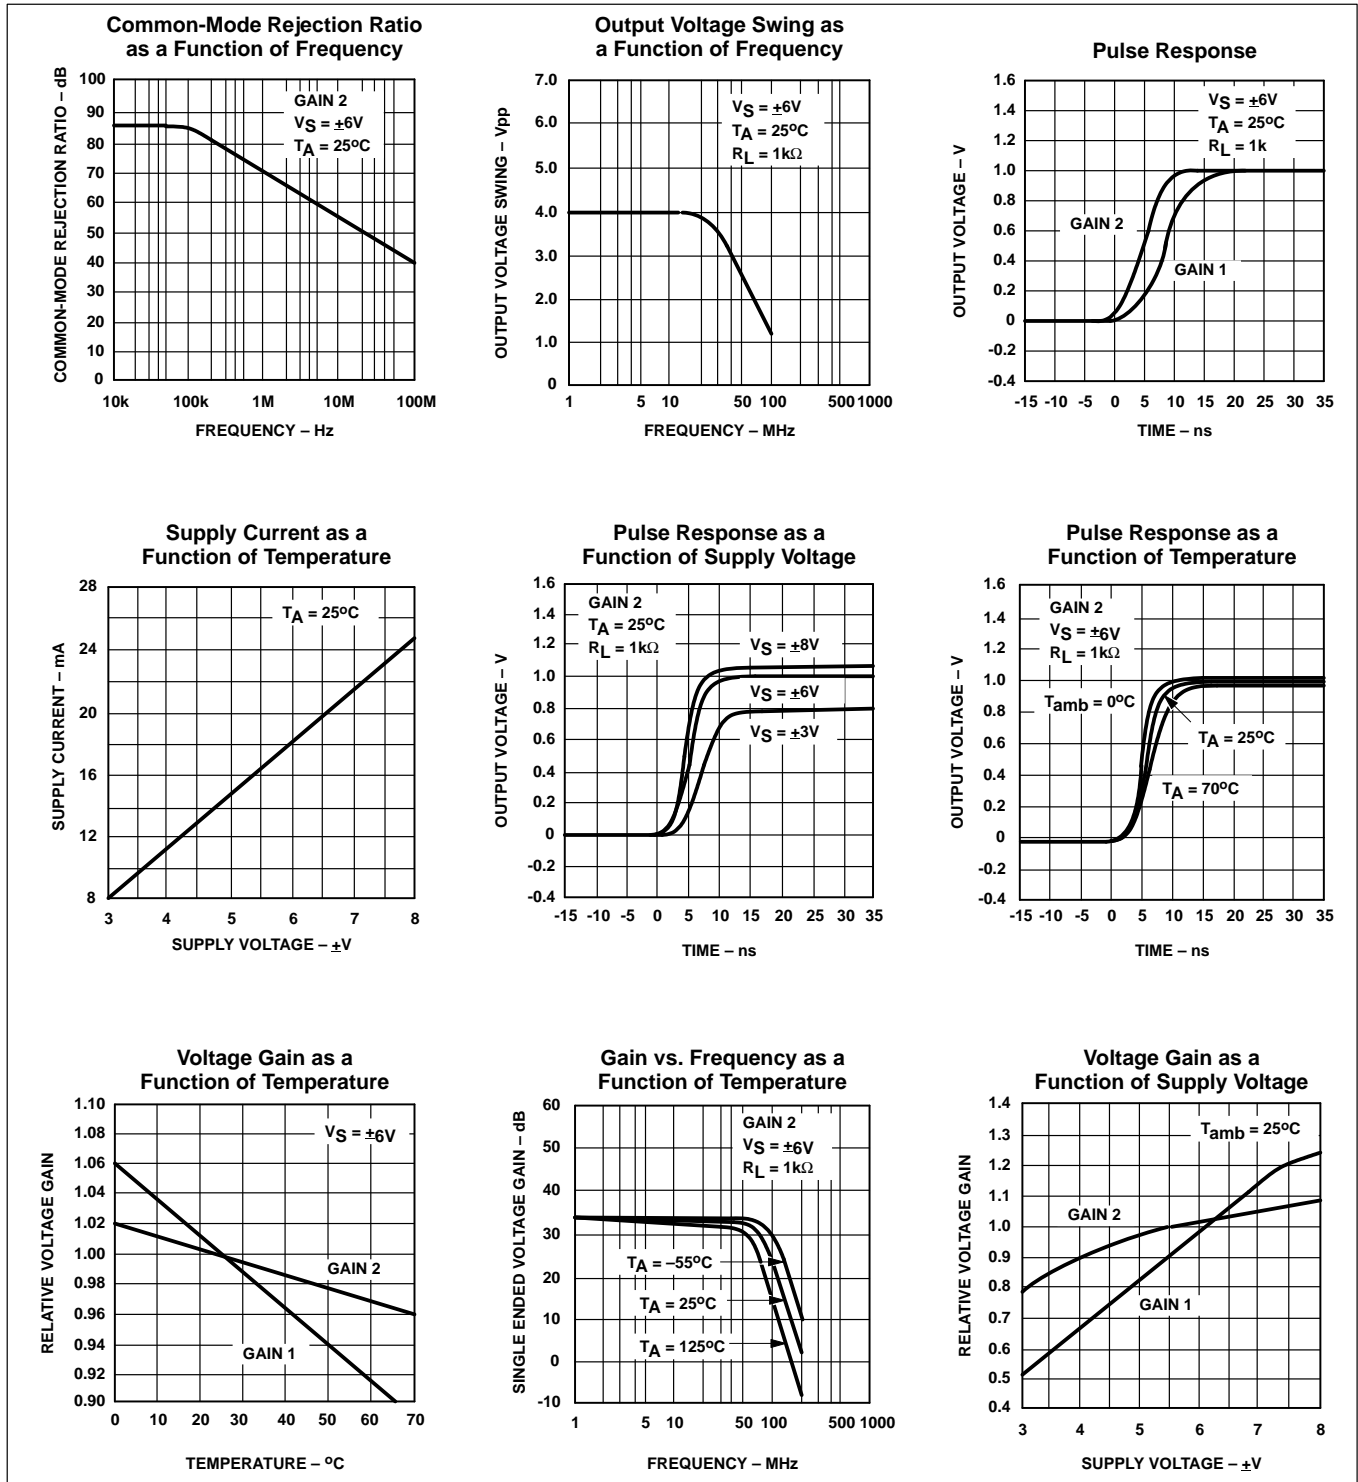 Common-Mode Rejection Ratio
as a Function of Frequency
COMMON-MODE REJECTION RATIO – dB
100
90
80
70
60
50
40
30
20
10
0
GAIN 2
VS = ±6V
TA = 25°C
10k 100k 1M 10M 100M
FREQUENCY – Hz
Output Voltage Swing as
a Function of Frequency
OUTPUT VOLTAGE SWING – Vpp
7.0
6.0
5.0
4.0
3.0
2.0
1.0
0
VS = ±6V
TA = 25°C
RL = 1kΩ
1 5 10 50 100 500 1000
FREQUENCY – MHz
Pulse Response
OUTPUT VOLTAGE – V
1.6
1.4
1.2
1.0
0.8
0.6
0.4
0.2
0
-0.2
-0.4
VS = ±6V
TA = 25°C
RL = 1k
GAIN 2
GAIN 1
-15 -10 -5 0 5 10 15 20 25 30 35
TIME – ns
Supply Current as a
Function of Temperature
SUPPLY CURRENT – mA
28
24
20
16
12
8
TA = 25°C
3 4 5 6 7 8
SUPPLY VOLTAGE – ±V
Pulse Response as a
Function of Supply Voltage
OUTPUT VOLTAGE – V
1.6
1.4
1.2
1.0
0.8
0.6
0.4
0.2
0
-0.2
-0.4
GAIN 2
TA = 25°C
RL = 1kΩ
VS = ±8V
VS = ±6V
VS = ±3V
-15 -10 -5 0 5 10 15 20 25 30 35
TIME – ns
Pulse Response as a
Function of Temperature
OUTPUT VOLTAGE – V
1.6
1.4
1.2
1.0
0.8
0.6
0.4
0.2
0
-0.2
-0.4
GAIN 2
VS = ±6V
RL = 1kΩ
Tamb = 0°C
TA = 25°C
TA = 70°C
-15 -10 -5 0 5 10 15 20 25 30 35
TIME – ns
Voltage Gain as a
Function of Temperature
RELATIVE VOLTAGE GAIN
1.10
1.08
1.06
1.04
1.02
1.00
0.98
0.96
0.94
0.92
0.90
VS = ±6V
GAIN 2
GAIN 1
0 10 20 30 40 50 60 70
TEMPERATURE – °C
Gain vs. Frequency as a
Function of Temperature
SINGLE ENDED VOLTAGE GAIN – dB
60
50
40
30
20
10
0
-10
GAIN 2
VS = ±6V
RL = 1kΩ
TA = –55°C
TA = 25°C
TA = 125°C
1 5 10 50 100 500 1000
FREQUENCY – MHz
Voltage Gain as a
Function of Supply Voltage
RELATIVE VOLTAGE GAIN
1.4
1.3
1.2
1.1
1.0
0.9
0.8
0.7
0.6
0.5
0.4
Tamb = 25°C
GAIN 2
GAIN 1
3 4 5 6 7 8
SUPPLY VOLTAGE – ±V